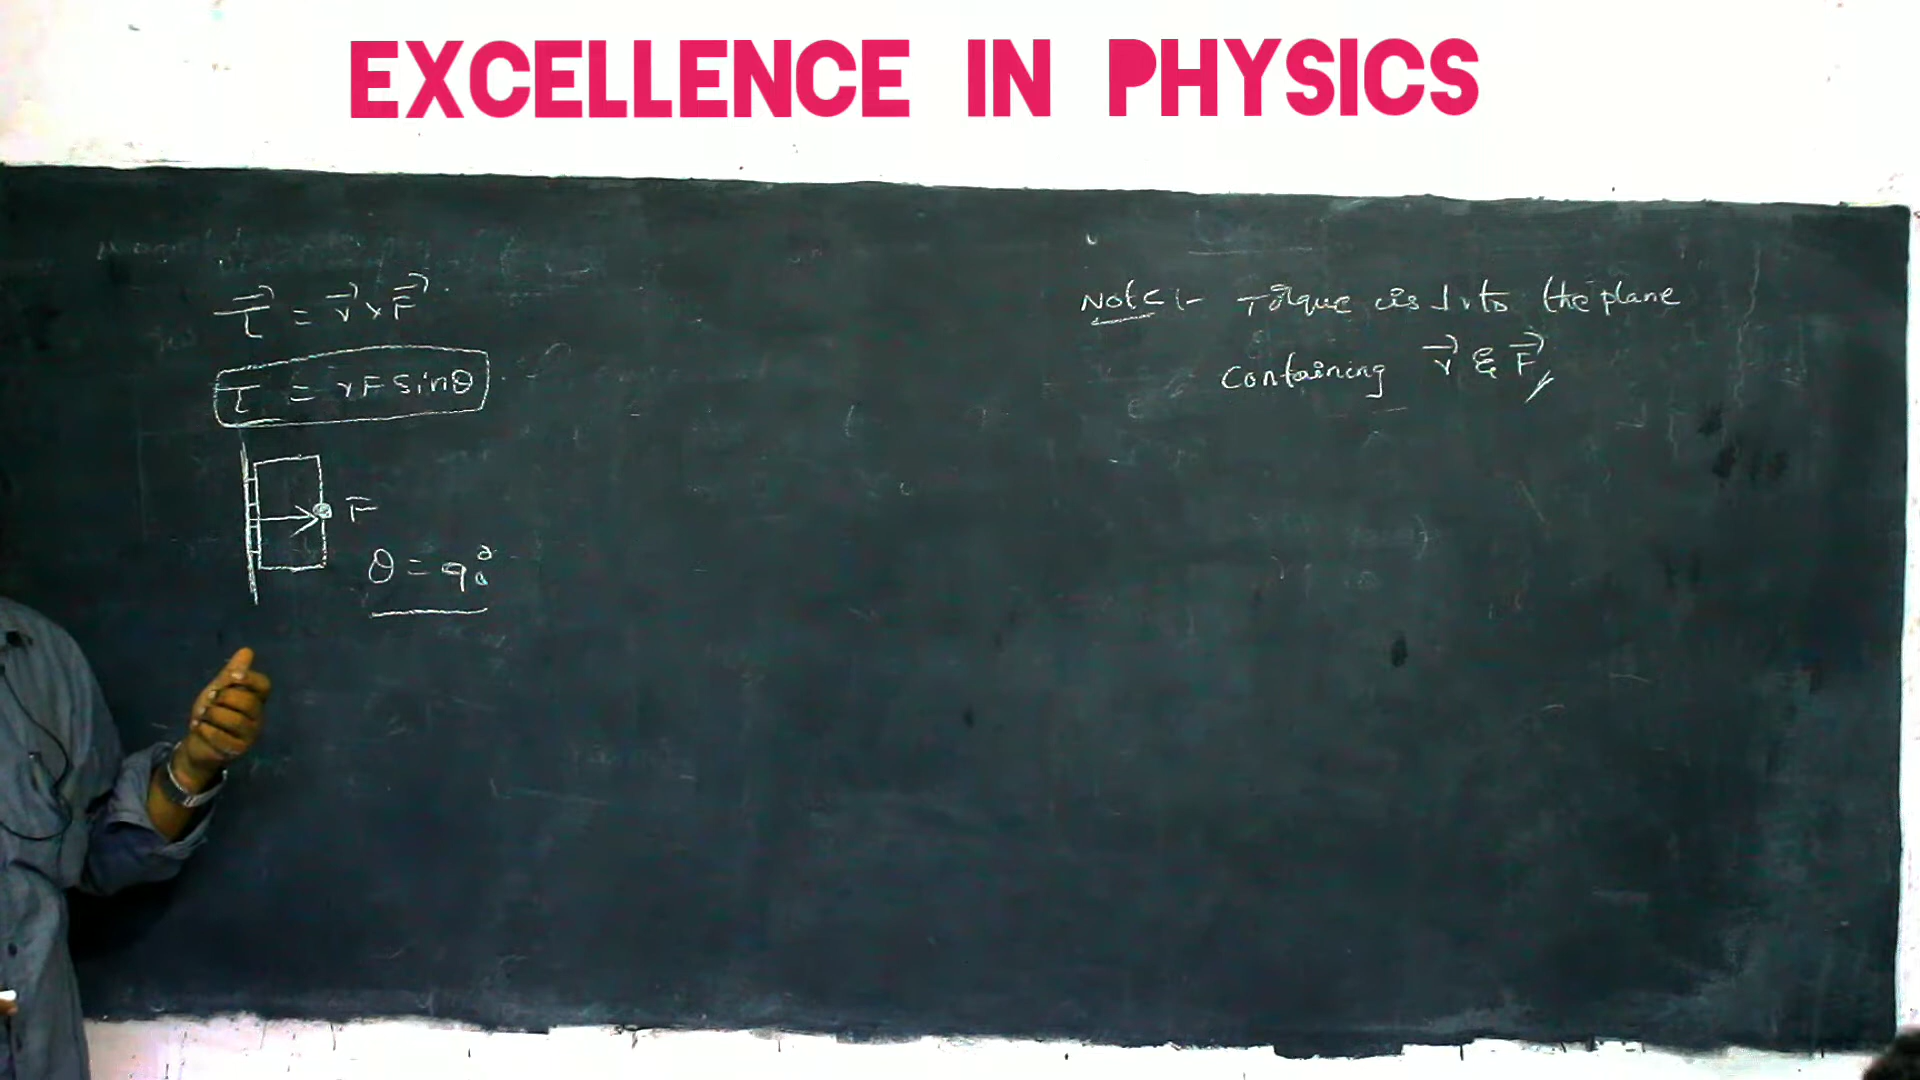 EXCELLENCE IN PHYSICS
τ⃗ = r⃗ × F⃗
τ = rF sinθ
F
θ = 90°
Note :- Torque is ⊥r to the plane
containing r⃗ & F⃗